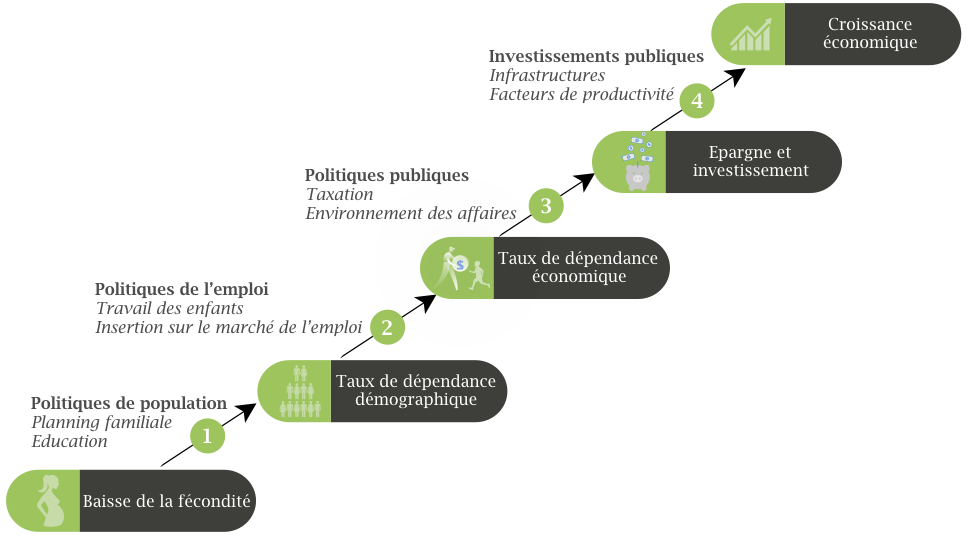 Croissance
économique
Investissements publiques
Infrastructures
Facteurs de productivité
4
Epargne et
investissement
Politiques publiques
Taxation
Environnement des affaires
3
Taux de dépendance
économique
$
Politiques de l'emploi
Travail des enfants
Insertion sur le marché de l'emploi
2
Taux de dépendance
démographique
Politiques de population
Planning familiale
Education
1
Baisse de la fécondité